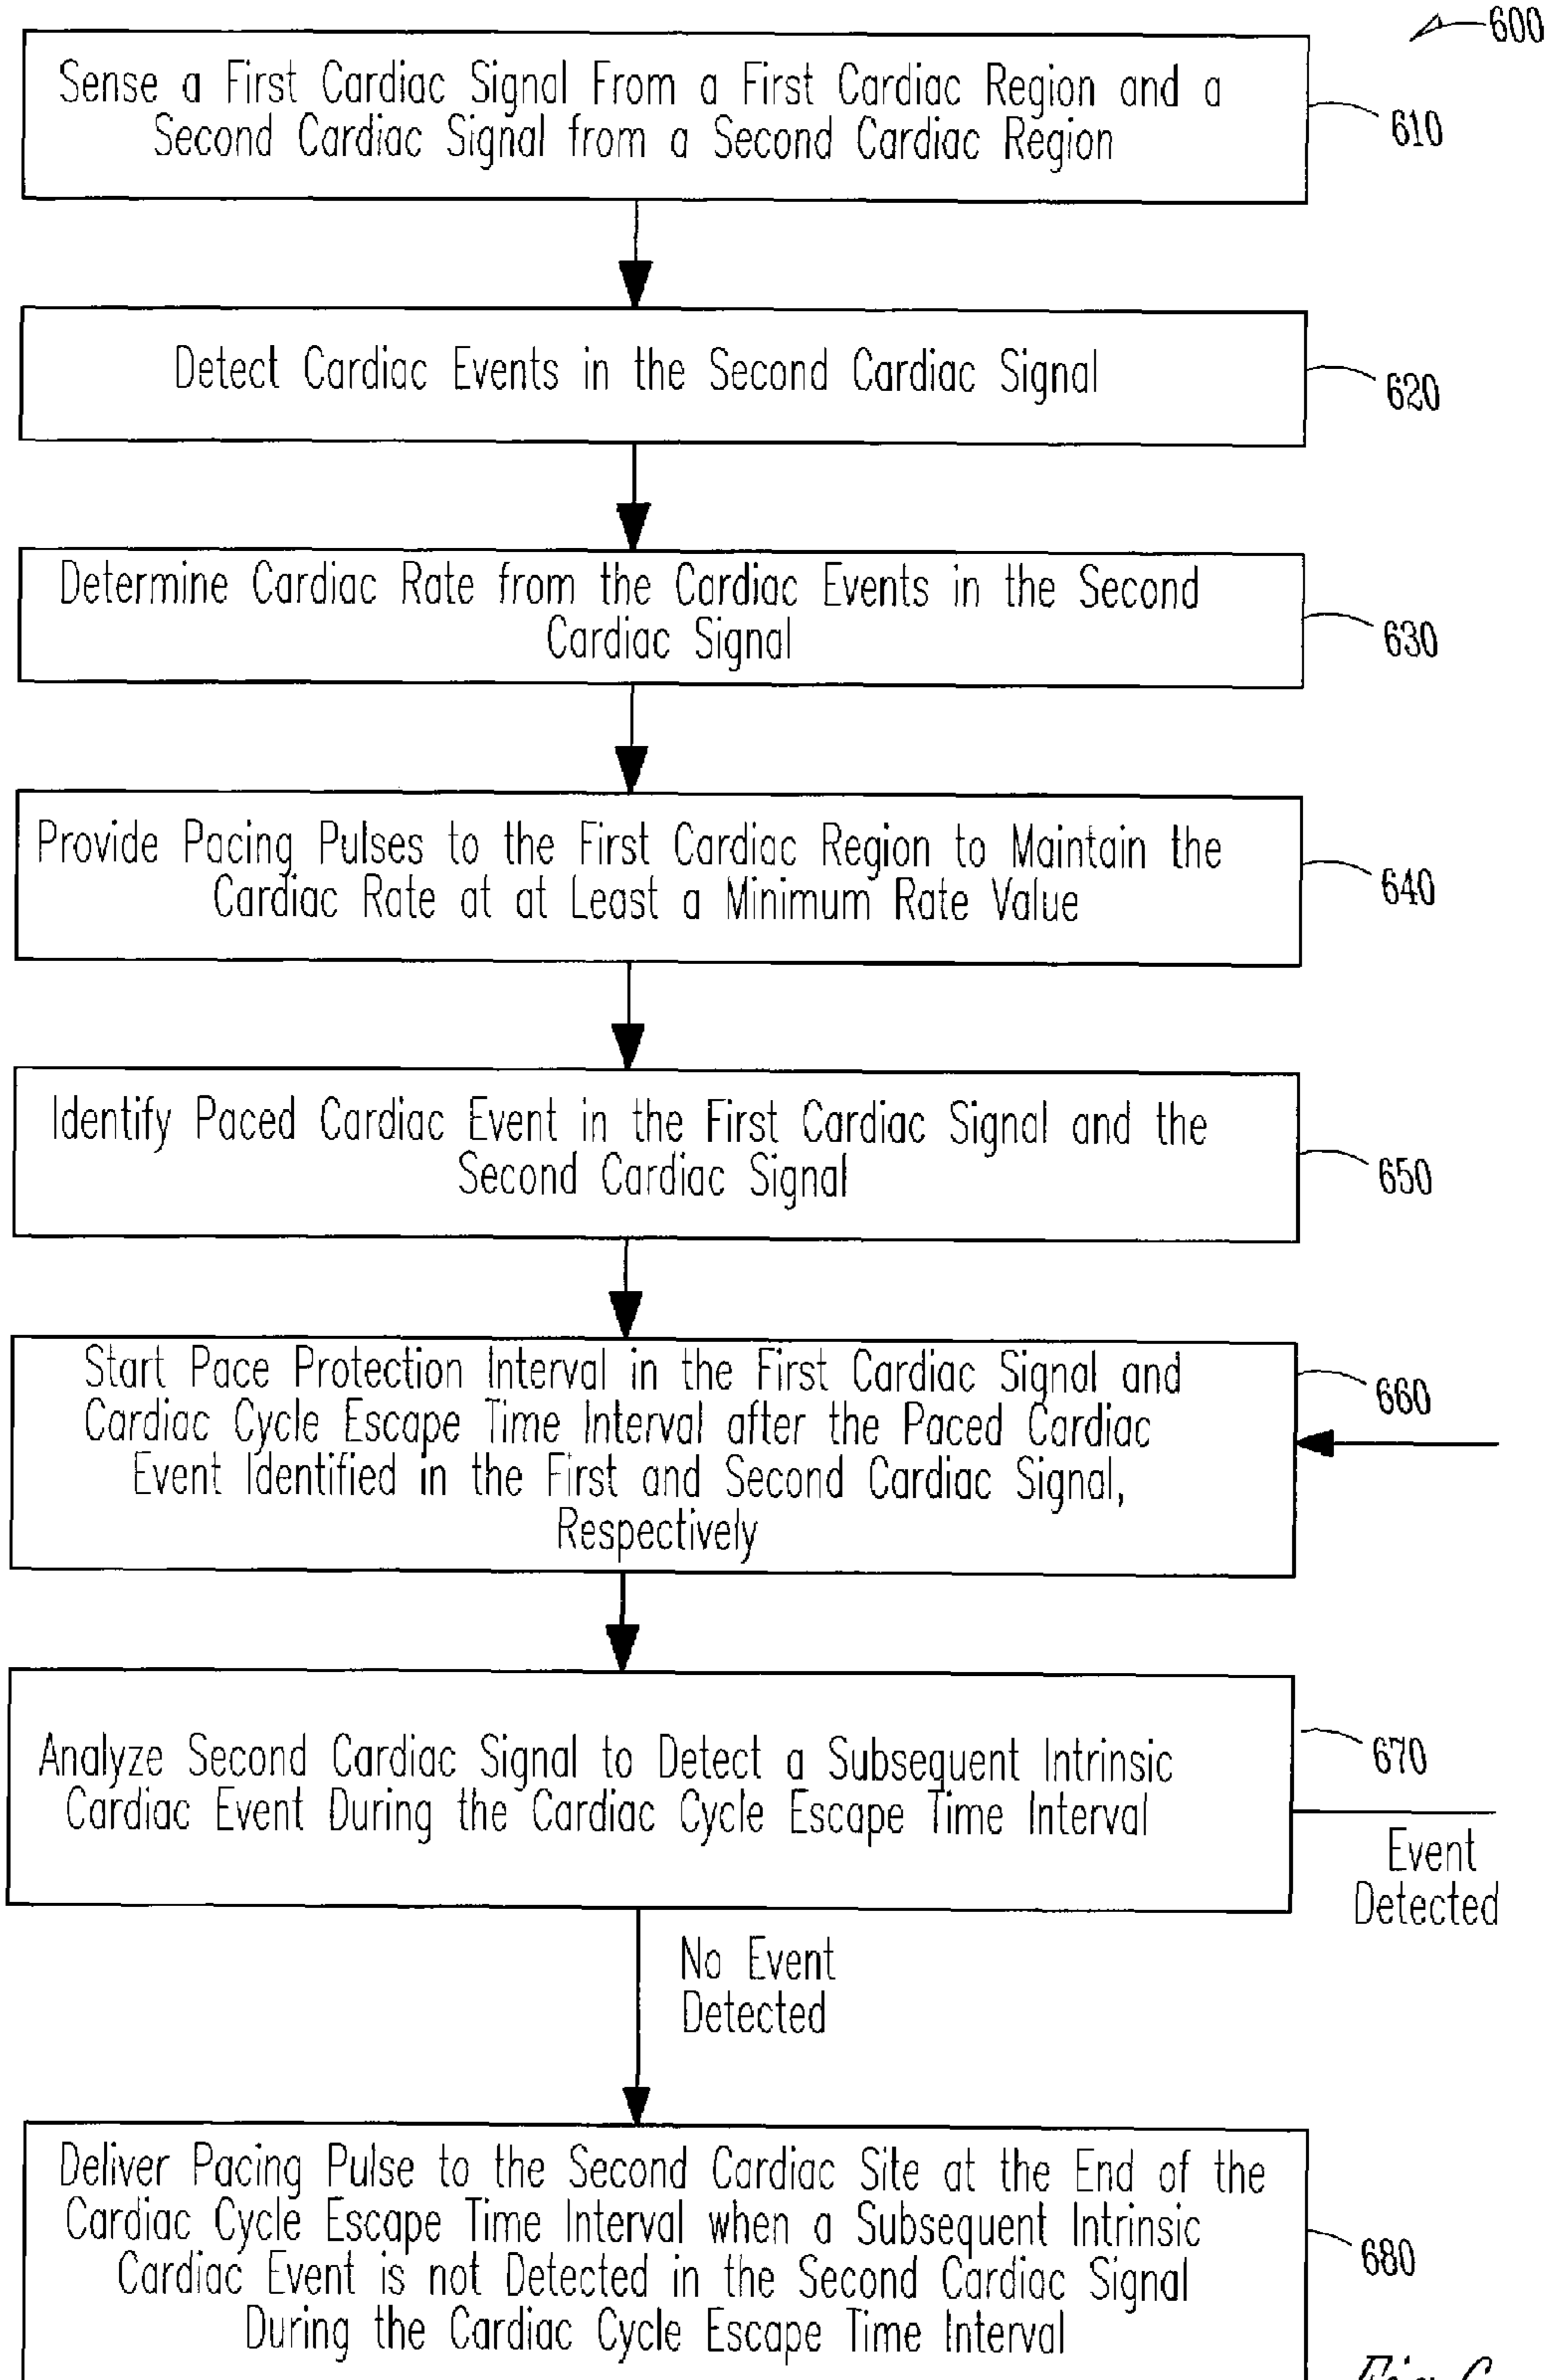 600
Sense a First Cardiac Signal From a First Cardiac Region and a
Second Cardiac Signal from a Second Cardiac Region
610
Detect Cardiac Events in the Second Cardiac Signal
620
Determine Cardiac Rate from the Cardiac Events in the Second
Cardiac Signal
630
Provide Pacing Pulses to the First Cardiac Region to Maintain the
Cardiac Rate at at Least a Minimum Rate Value
640
Identify Paced Cardiac Event in the First Cardiac Signal and the
Second Cardiac Signal
650
Start Pace Protection Interval in the First Cardiac Signal and
Cardiac Cycle Escape Time Interval after the Paced Cardiac
Event Identified in the First and Second Cardiac Signal,
Respectively
660
Analyze Second Cardiac Signal to Detect a Subsequent Intrinsic
Cardiac Event During the Cardiac Cycle Escape Time Interval
670
Event
Detected
No Event
Detected
Deliver Pacing Pulse to the Second Cardiac Site at the End of the
Cardiac Cycle Escape Time Interval when a Subsequent Intrinsic
Cardiac Event is not Detected in the Second Cardiac Signal
During the Cardiac Cycle Escape Time Interval
680